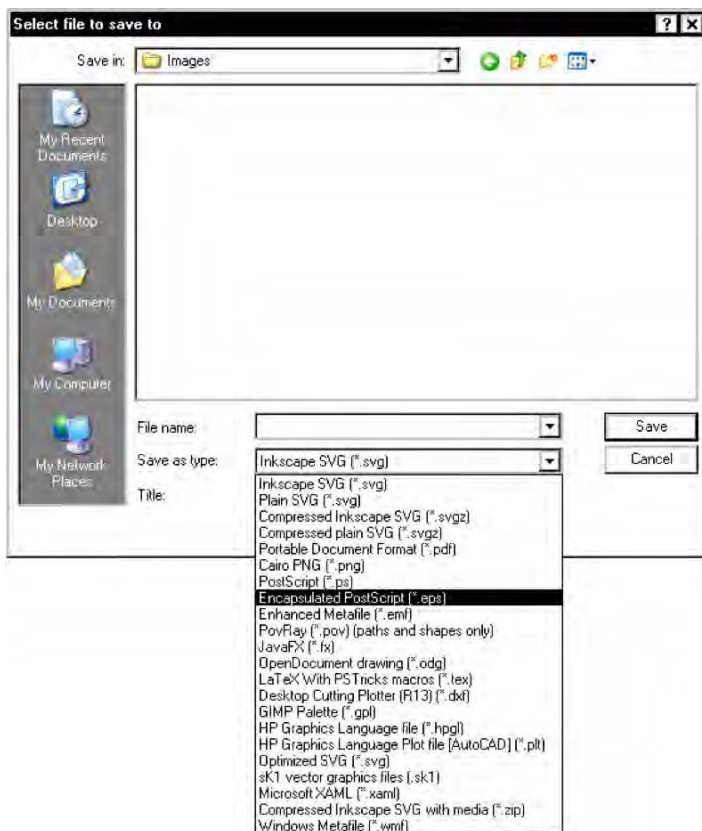 Select file to save to
Save in:
Images
My Recent
Documents
Desktop
My Documents
My Computer
My Network
Places
File name:
Save
Save as type:
Inkscape SVG (*.svg)
Cancel
Title:
Inkscape SVG (*.svg)
Plain SVG (*.svg)
Compressed Inkscape SVG (*.svgz)
Compressed plain SVG (*.svgz)
Portable Document Format (*.pdf)
Cairo PNG (*.png)
PostScript (*.ps)
Encapsulated PostScript (*.eps)
Enhanced Metafile (*.emf)
PovRay (*.pov) (paths and shapes only)
JavaFX (*.fx)
OpenDocument drawing (*.odg)
LaTeX With PSTricks macros (*.tex)
Desktop Cutting Plotter (R13) (*.dxf)
GIMP Palette (*.gpl)
HP Graphics Language file (*.hpgl)
HP Graphics Language Plot file [AutoCAD] (*.plt)
Optimized SVG (*.svg)
sK1 vector graphics files (.sk1)
Microsoft XAML (*.xaml)
Compressed Inkscape SVG with media (*.zip)
Windows Metafile (*.wmf)